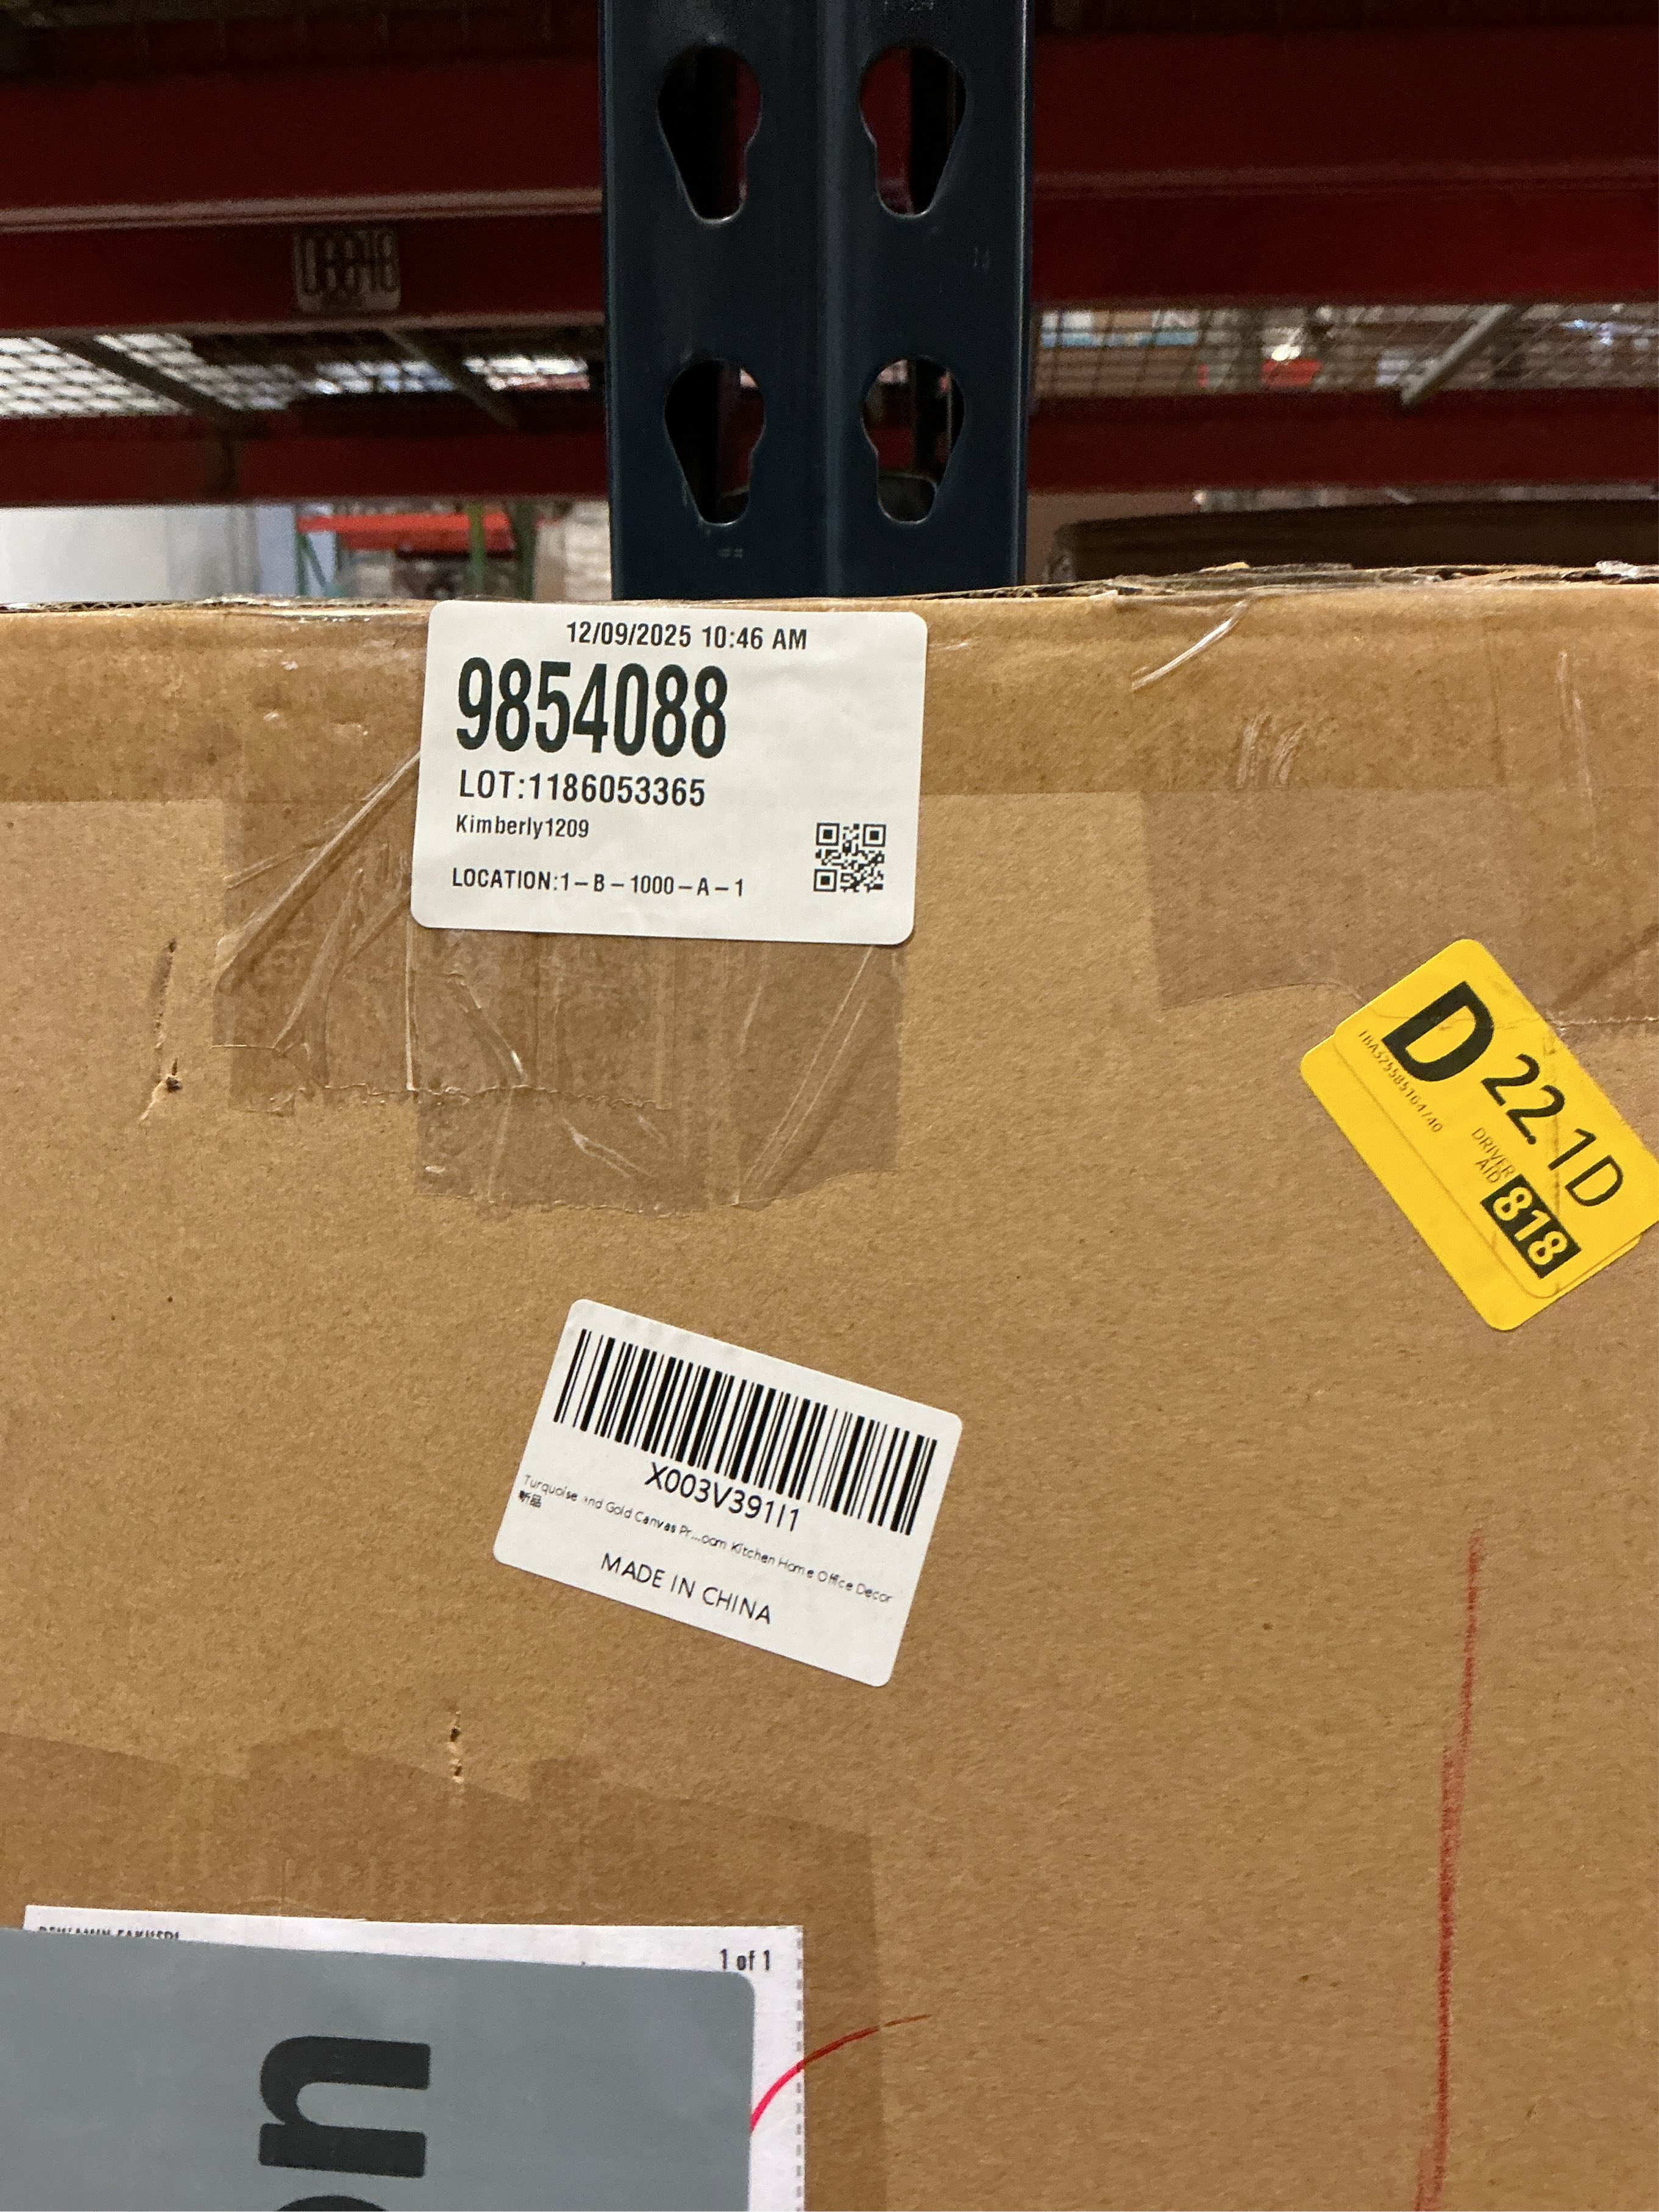 12/09/2025 10:46 AM
9854088
LOT:1186053365
Kimberly1209
LOCATION:1-B-1000-A-1
D 22.1D
DRIVER
AID
818
X003V391I1
Turquoise and Gold Canvas Pr...oom Kitchen Home Office Decor
新品
MADE IN CHINA
1 of 1
on